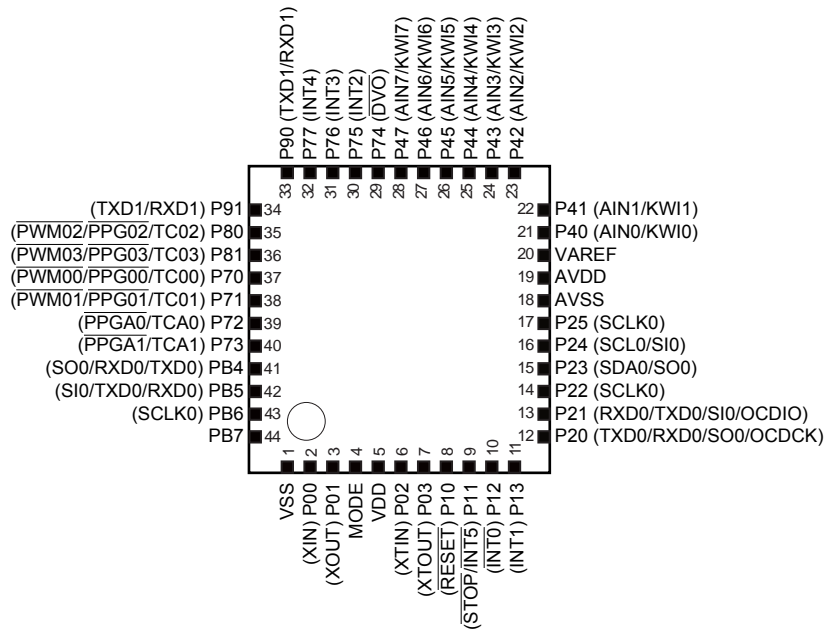 P90 (TXD1/RXD1)
P77 (INT4)
P76 (INT3)
P75 (INT2)
P74 (DVO)
P47 (AIN7/KWI7)
P46 (AIN6/KWI6)
P45 (AIN5/KWI5)
P44 (AIN4/KWI4)
P43 (AIN3/KWI3)
P42 (AIN2/KWI2)
33
32
31
30
29
28
27
26
25
24
23
(TXD1/RXD1) P91 34
(PWM02/PPG02/TC02) P80 35
(PWM03/PPG03/TC03) P81 36
(PWM00/PPG00/TC00) P70 37
(PWM01/PPG01/TC01) P71 38
(PPGA0/TCA0) P72 39
(PPGA1/TCA1) P73 40
(SO0/RXD0/TXD0) PB4 41
(SI0/TXD0/RXD0) PB5 42
(SCLK0) PB6 43
PB7 44
22 P41 (AIN1/KWI1)
21 P40 (AIN0/KWI0)
20 VAREF
19 AVDD
18 AVSS
17 P25 (SCLK0)
16 P24 (SCL0/SI0)
15 P23 (SDA0/SO0)
14 P22 (SCLK0)
13 P21 (RXD0/TXD0/SI0/OCDIO)
12 P20 (TXD0/RXD0/SO0/OCDCK)
1
2
3
4
5
6
7
8
9
10
11
VSS
(XIN) P00
(XOUT) P01
MODE
VDD
(XTIN) P02
(XTOUT) P03
(RESET) P10
(STOP/INT5) P11
(INT0) P12
(INT1) P13